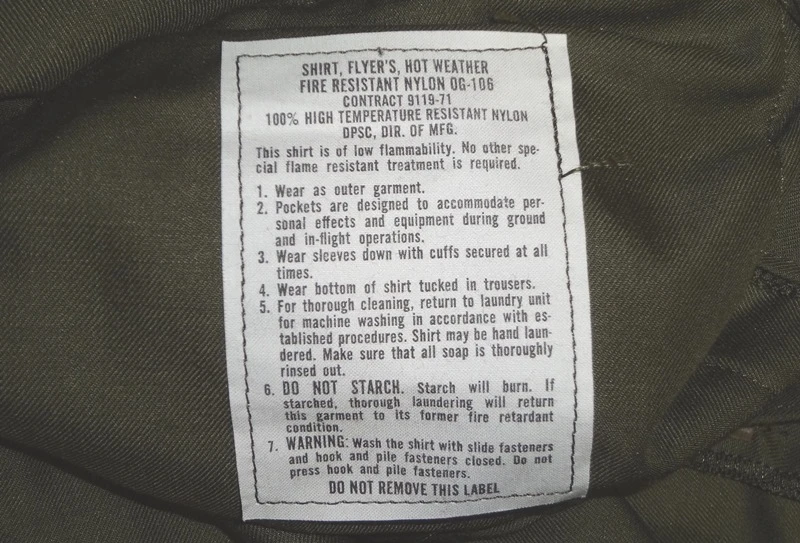 SHIRT, FLYER'S, HOT WEATHER
FIRE RESISTANT NYLON OG-106
CONTRACT 9119-71
100% HIGH TEMPERATURE RESISTANT NYLON
DPSC, DIR. OF MFG.
This shirt is of low flammability. No other spe-
cial flame resistant treatment is required.
1. Wear as outer garment.
2. Pockets are designed to accommodate per-
sonal effects and equipment during ground
and in-flight operations.
3. Wear sleeves down with cuffs secured at all
times.
4. Wear bottom of shirt tucked in trousers.
5. For thorough cleaning, return to laundry unit
for machine washing in accordance with es-
tablished procedures. Shirt may be hand laun-
dered. Make sure that all soap is thoroughly
rinsed out.
6. DO NOT STARCH. Starch will burn. If
starched, thorough laundering will return
this garment to its former fire retardant
condition.
7. WARNING: Wash the shirt with slide fasteners
and hook and pile fasteners closed. Do not
press hook and pile fasteners.
DO NOT REMOVE THIS LABEL